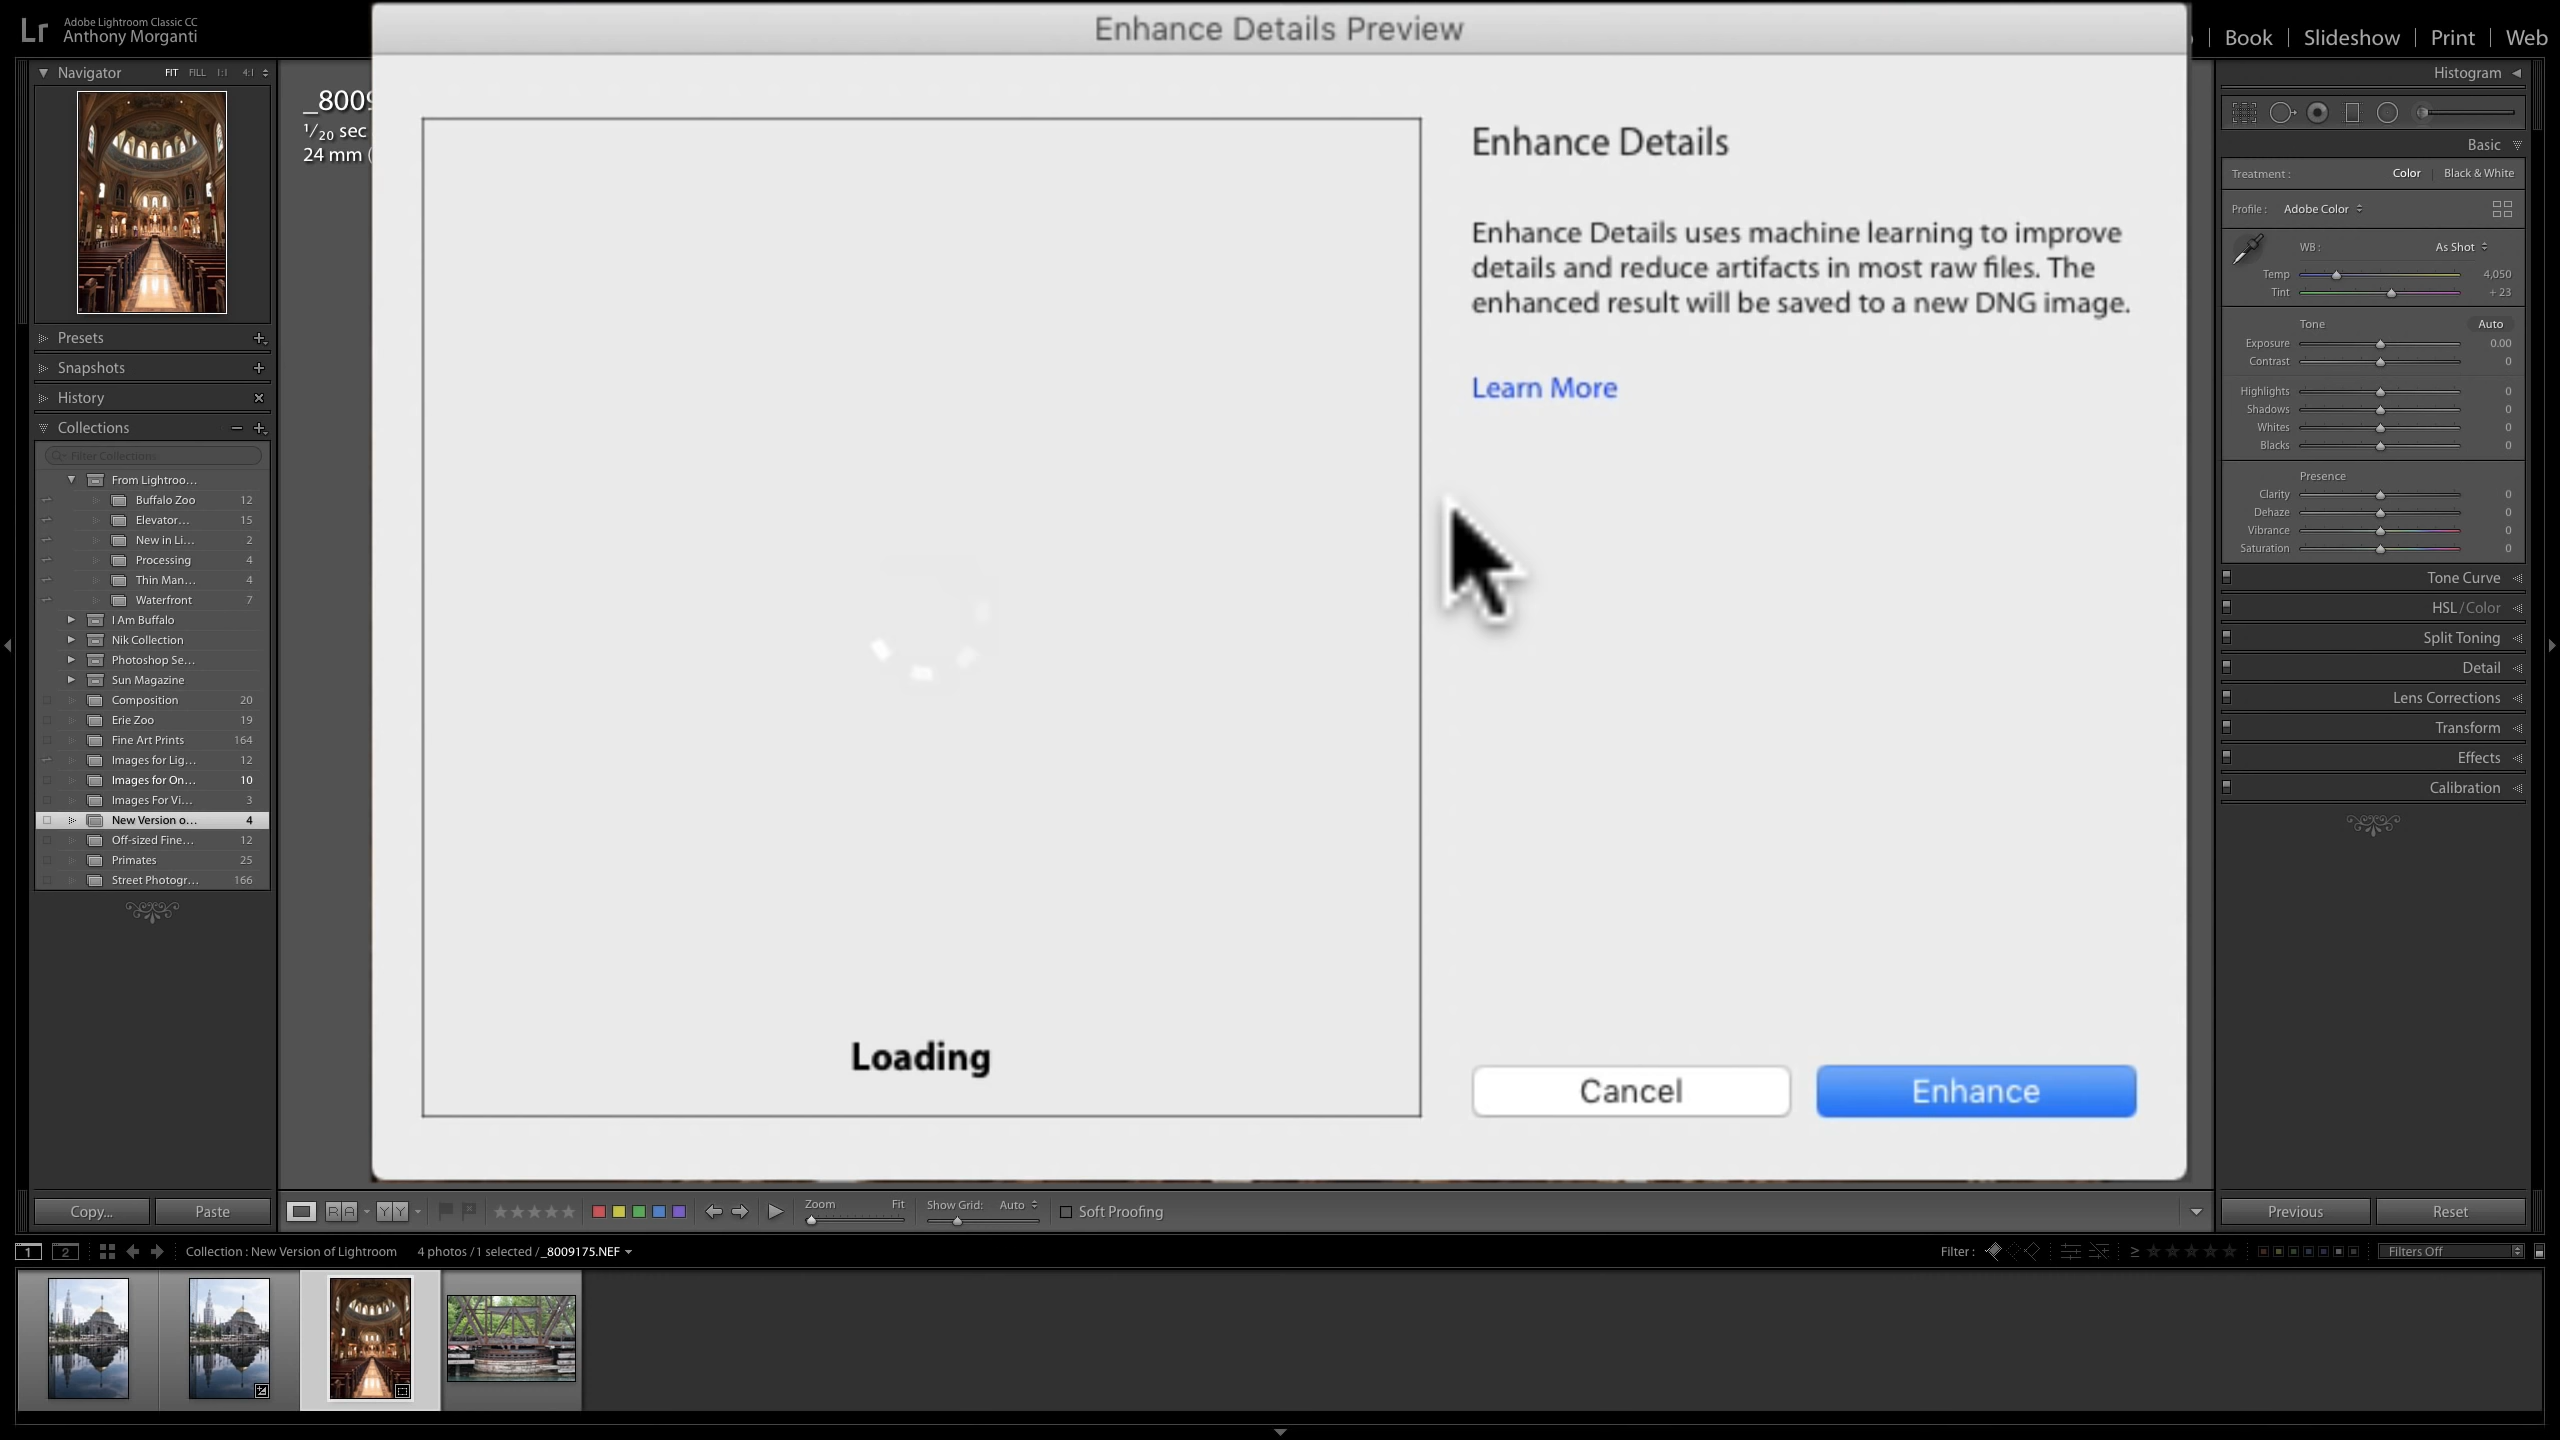 Lr
Adobe Lightroom Classic CC
Anthony Morganti
Enhance Details Preview
Book
Slideshow
Print
Web
Navigator
FIT
FILL
1:1
4:1
_8009
1/20 sec
24 mm (
Presets
Snapshots
History
Collections
Filter Collections
From Lightroo...
Buffalo Zoo 12
Elevator... 15
New in Li... 2
Processing 4
Thin Man... 4
Waterfront 7
I Am Buffalo
Nik Collection
Photoshop Se...
Sun Magazine
Composition 20
Erie Zoo 19
Fine Art Prints 164
Images for Lig... 12
Images for On... 10
Images For Vi... 3
New Version o... 4
Off-sized Fine... 12
Primates 25
Street Photogr... 166
Copy...
Paste
Enhance Details
Enhance Details uses machine learning to improve
details and reduce artifacts in most raw files. The
enhanced result will be saved to a new DNG image.
Learn More
Loading
Cancel
Enhance
Histogram
Basic
Treatment :
Color
Black & White
Profile : Adobe Color
WB : As Shot
Temp 4,050
Tint + 23
Tone
Auto
Exposure 0.00
Contrast 0
Highlights 0
Shadows 0
Whites 0
Blacks 0
Presence
Clarity 0
Dehaze 0
Vibrance 0
Saturation 0
Tone Curve
HSL / Color
Split Toning
Detail
Lens Corrections
Transform
Effects
Calibration
R A
Y Y
Zoom
Fit
Show Grid: Auto
Soft Proofing
Previous
Reset
1
2
Collection : New Version of Lightroom
4 photos / 1 selected / _8009175.NEF
Filter :
≥
Filters Off